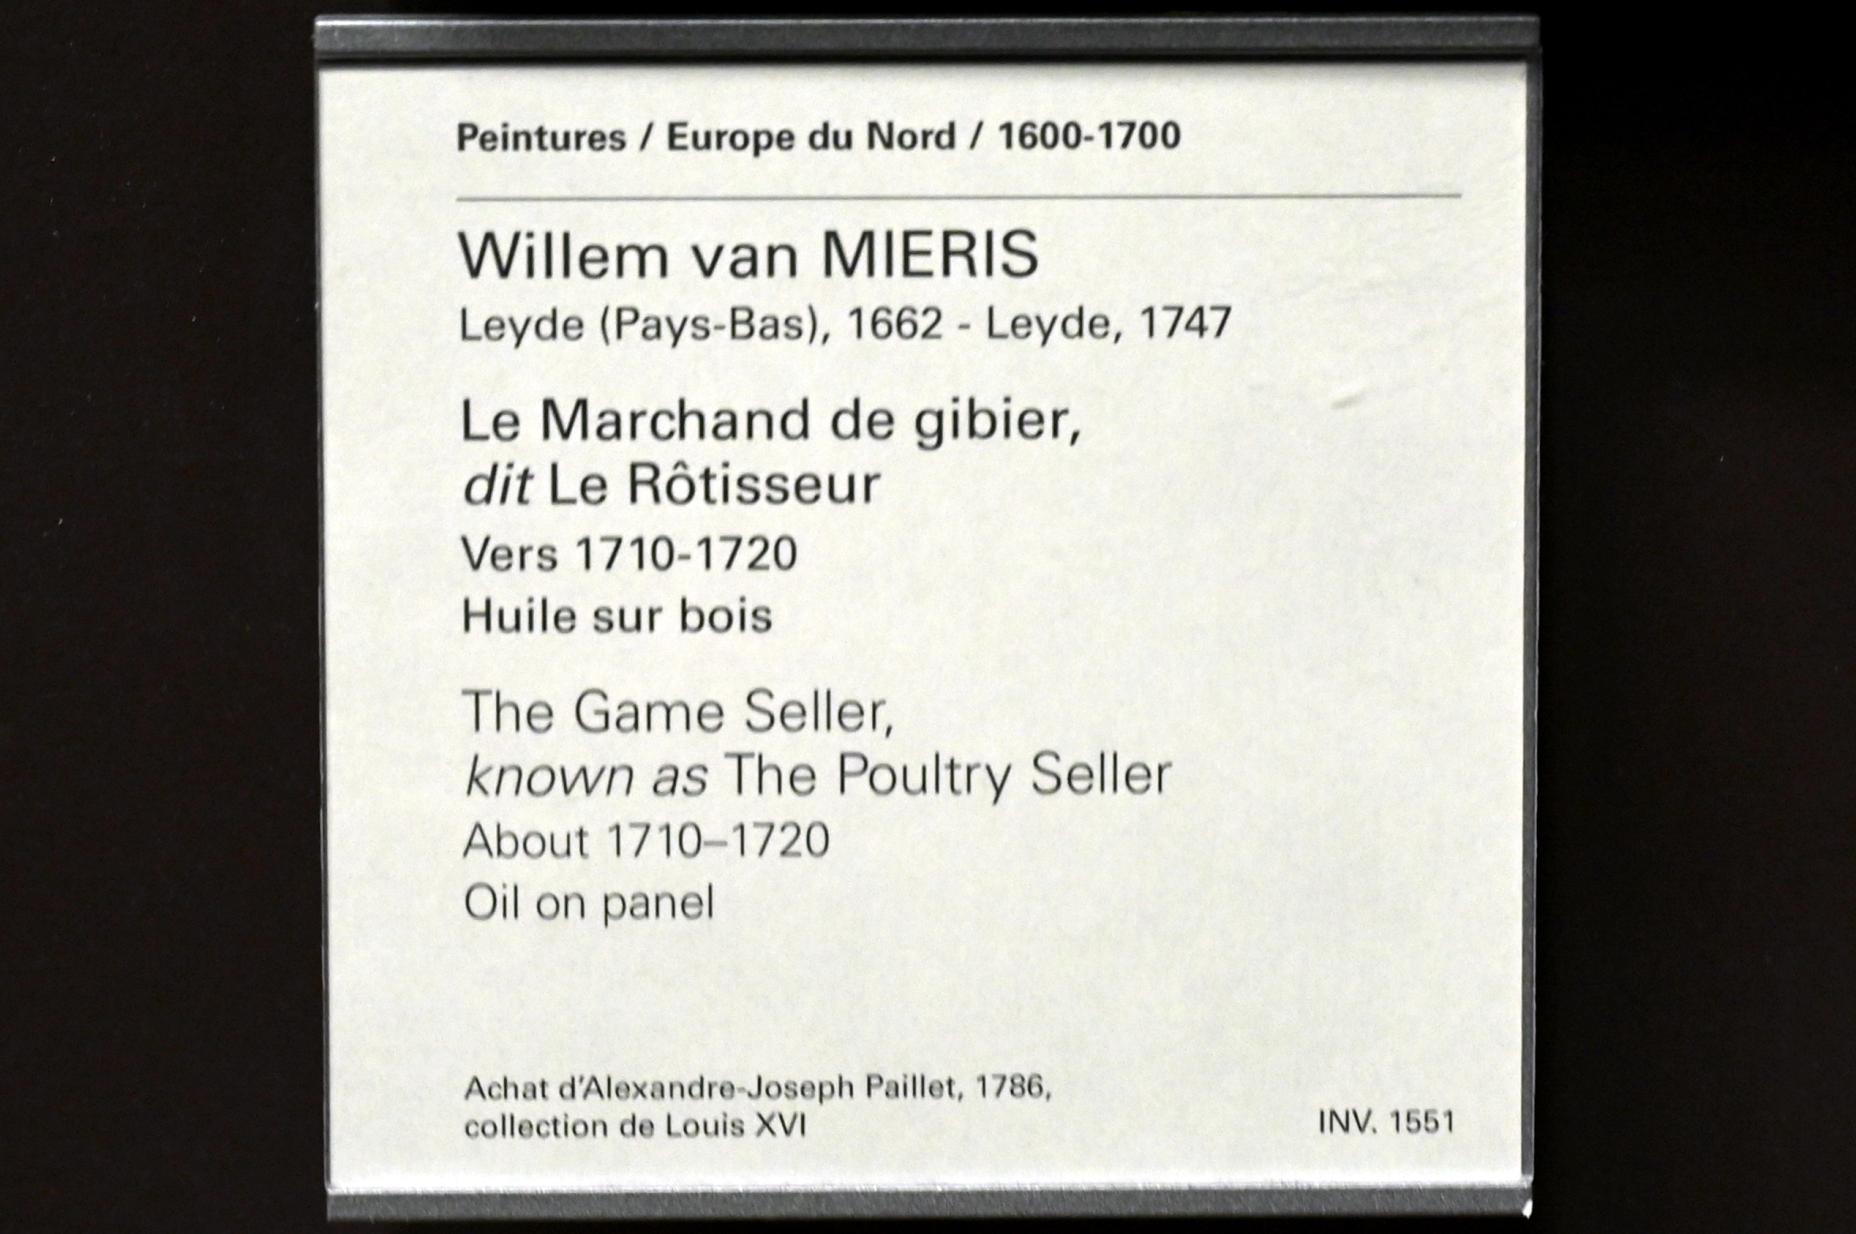 Peintures / Europe du Nord / 1600-1700
Willem van MIERIS
Leyde (Pays-Bas), 1662 - Leyde, 1747
Le Marchand de gibier,
dit Le Rôtisseur
Vers 1710-1720
Huile sur bois
The Game Seller,
known as The Poultry Seller
About 1710–1720
Oil on panel
Achat d'Alexandre-Joseph Paillet, 1786,
collection de Louis XVI
INV. 1551